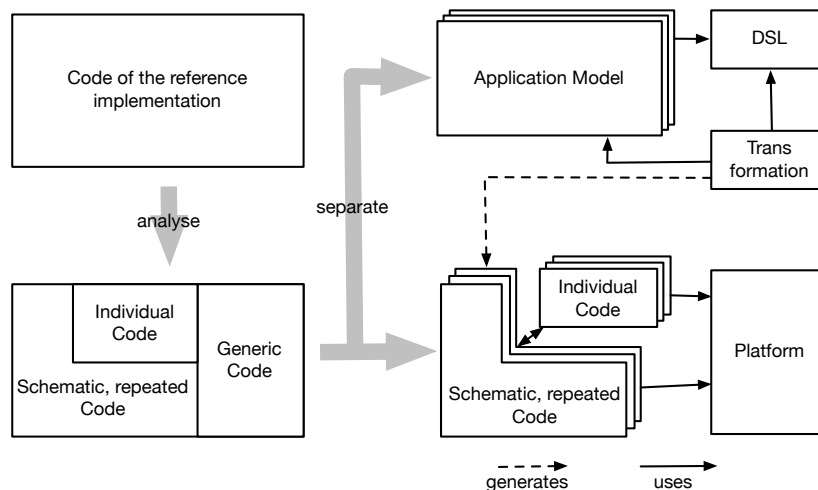 Code of the reference
implementation
analyse
Individual
Code
Generic
Code
Schematic, repeated
Code
separate
Application Model
DSL
Trans
formation
Individual
Code
Schematic, repeated
Code
Platform
generates
uses